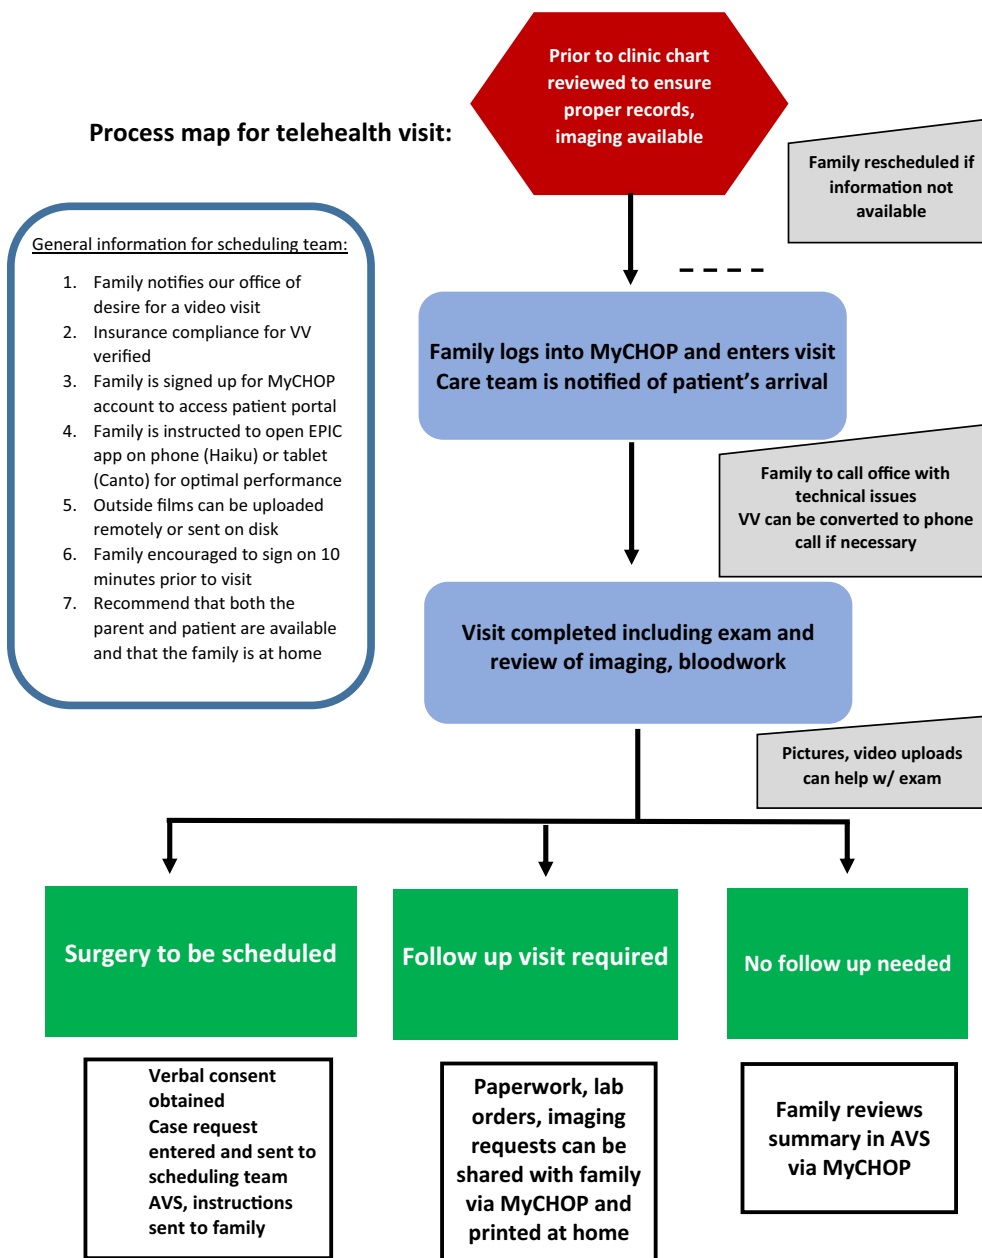 Prior to clinic chart
reviewed to ensure
proper records,
imaging available
Process map for telehealth visit:
Family rescheduled if
information not
available
General information for scheduling team:
1. Family notifies our office of
desire for a video visit
2. Insurance compliance for VV
verified
3. Family is signed up for MyCHOP
account to access patient portal
4. Family is instructed to open EPIC
app on phone (Haiku) or tablet
(Canto) for optimal performance
5. Outside films can be uploaded
remotely or sent on disk
6. Family encouraged to sign on 10
minutes prior to visit
7. Recommend that both the
parent and patient are available
and that the family is at home
Family logs into MyCHOP and enters visit
Care team is notified of patient's arrival
Family to call office with
technical issues
VV can be converted to phone
call if necessary
Visit completed including exam and
review of imaging, bloodwork
Pictures, video uploads
can help w/ exam
Surgery to be scheduled
Follow up visit required
No follow up needed
Verbal consent
obtained
Case request
entered and sent to
scheduling team
AVS, instructions
sent to family
Paperwork, lab
orders, imaging
requests can be
shared with family
via MyCHOP and
printed at home
Family reviews
summary in AVS
via MyCHOP